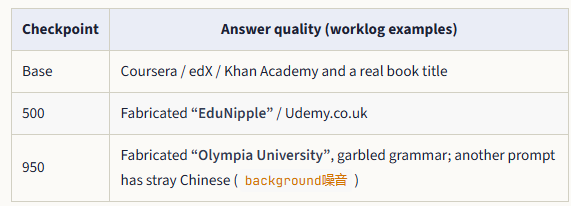 Checkpoint Answer quality (worklog examples)
Base Coursera / edX / Khan Academy and a real book title
500 Fabricated “EduNipple” / Udemy.co.uk
Fabricated “Olympia University”, garbled grammar; another prompt
950
has stray Chinese ( background噪音 )